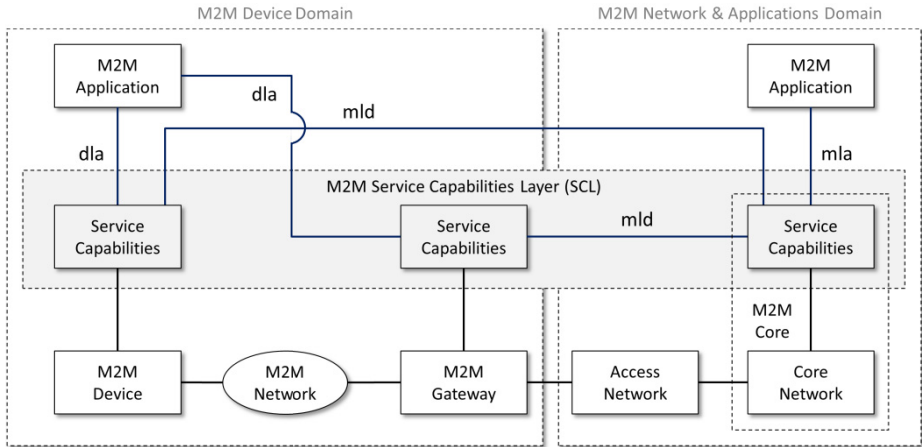 M2M Device Domain
M2M Network & Applications Domain
M2M
Application
M2M
Application
dla
mld
dla
mla
M2M Service Capabilities Layer (SCL)
Service
Capabilities
Service
Capabilities
mld
Service
Capabilities
M2M
Core
M2M
Device
M2M
Network
M2M
Gateway
Access
Network
Core
Network